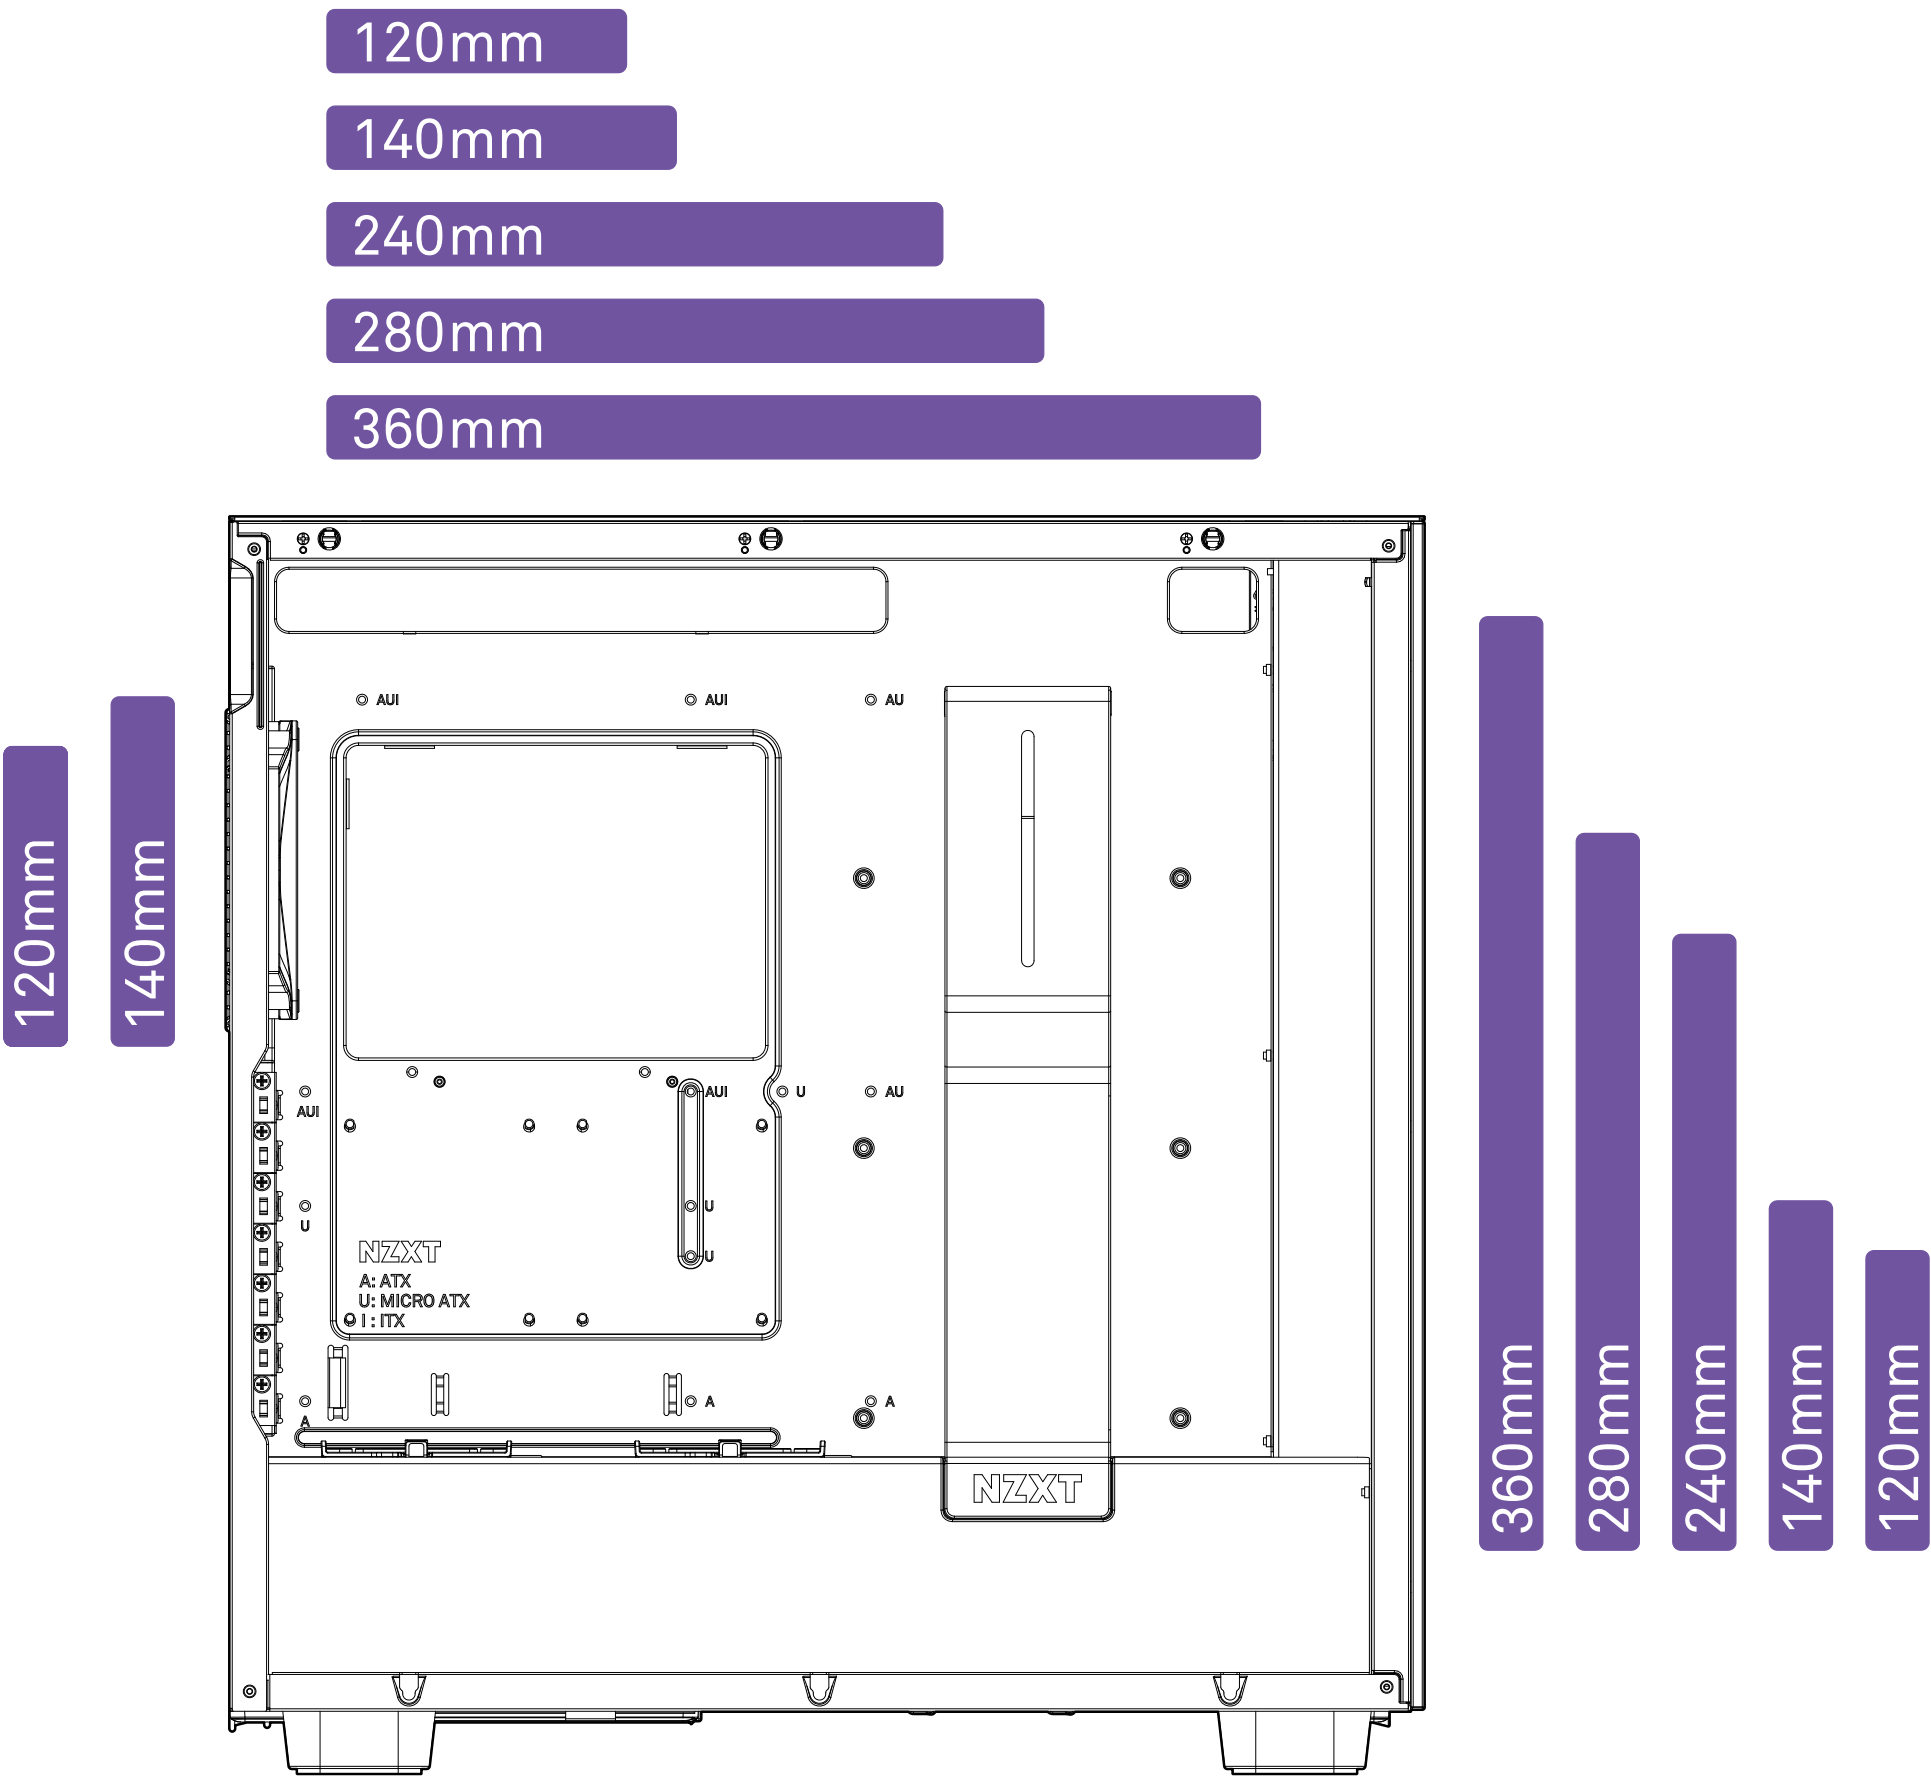 120mm
140mm
240mm
280mm
360mm
AUI
AUI
AU
120mm
140mm
AUI
AUI
U
AU
U
U
U
NZXT
A: ATX
U: MICRO ATX
I : ITX
A
A
A
NZXT
360mm
280mm
240mm
140mm
120mm